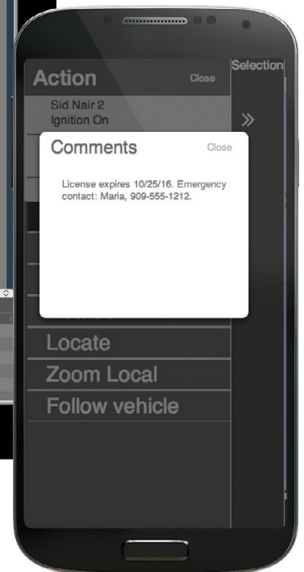 Action
Close
Selection
Sid Nair 2
Ignition On
»
Comments
Close
License expires 10/25/16. Emergency
contact: Maria, 909-555-1212.
Locate
Zoom Local
Follow vehicle